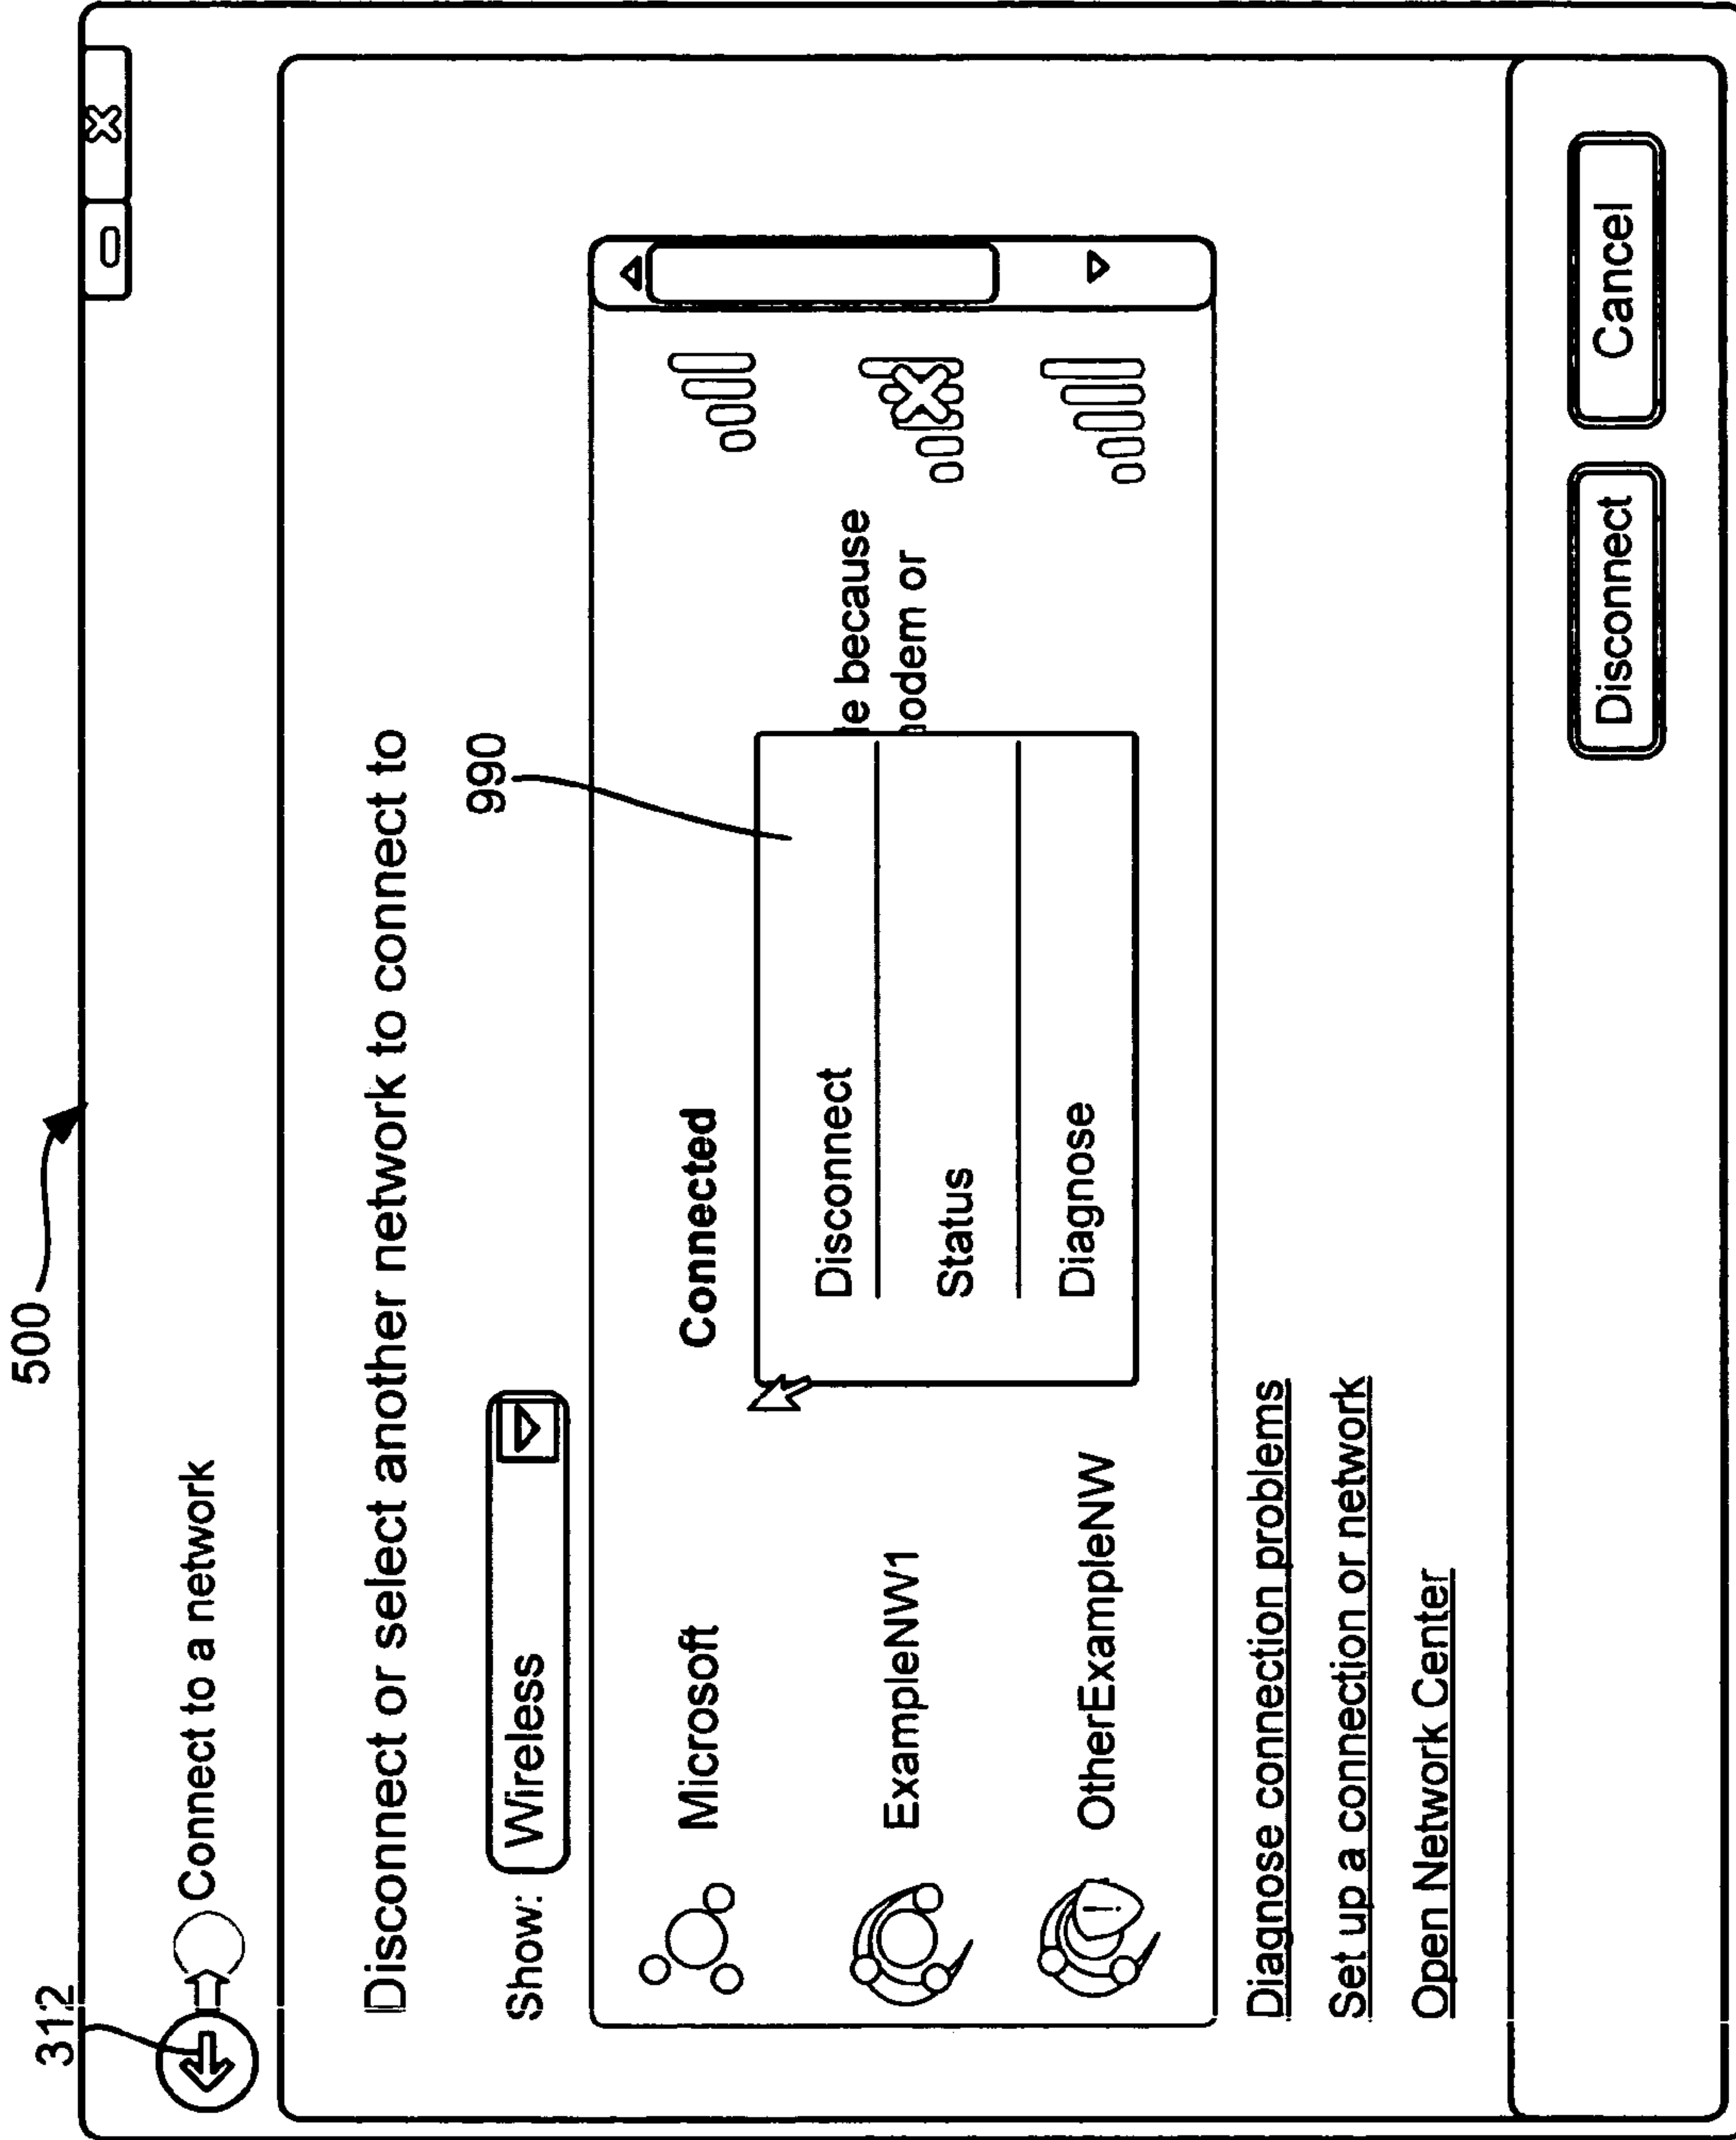 500
312
Connect to a network
Disconnect or select another network to connect to
Show: Wireless
990
Microsoft Connected
Disconnect
e because
ExampleNW1
odem or
Status
OtherExampleNW
Diagnose
Diagnose connection problems
Set up a connection or network
Open Network Center
Disconnect Cancel